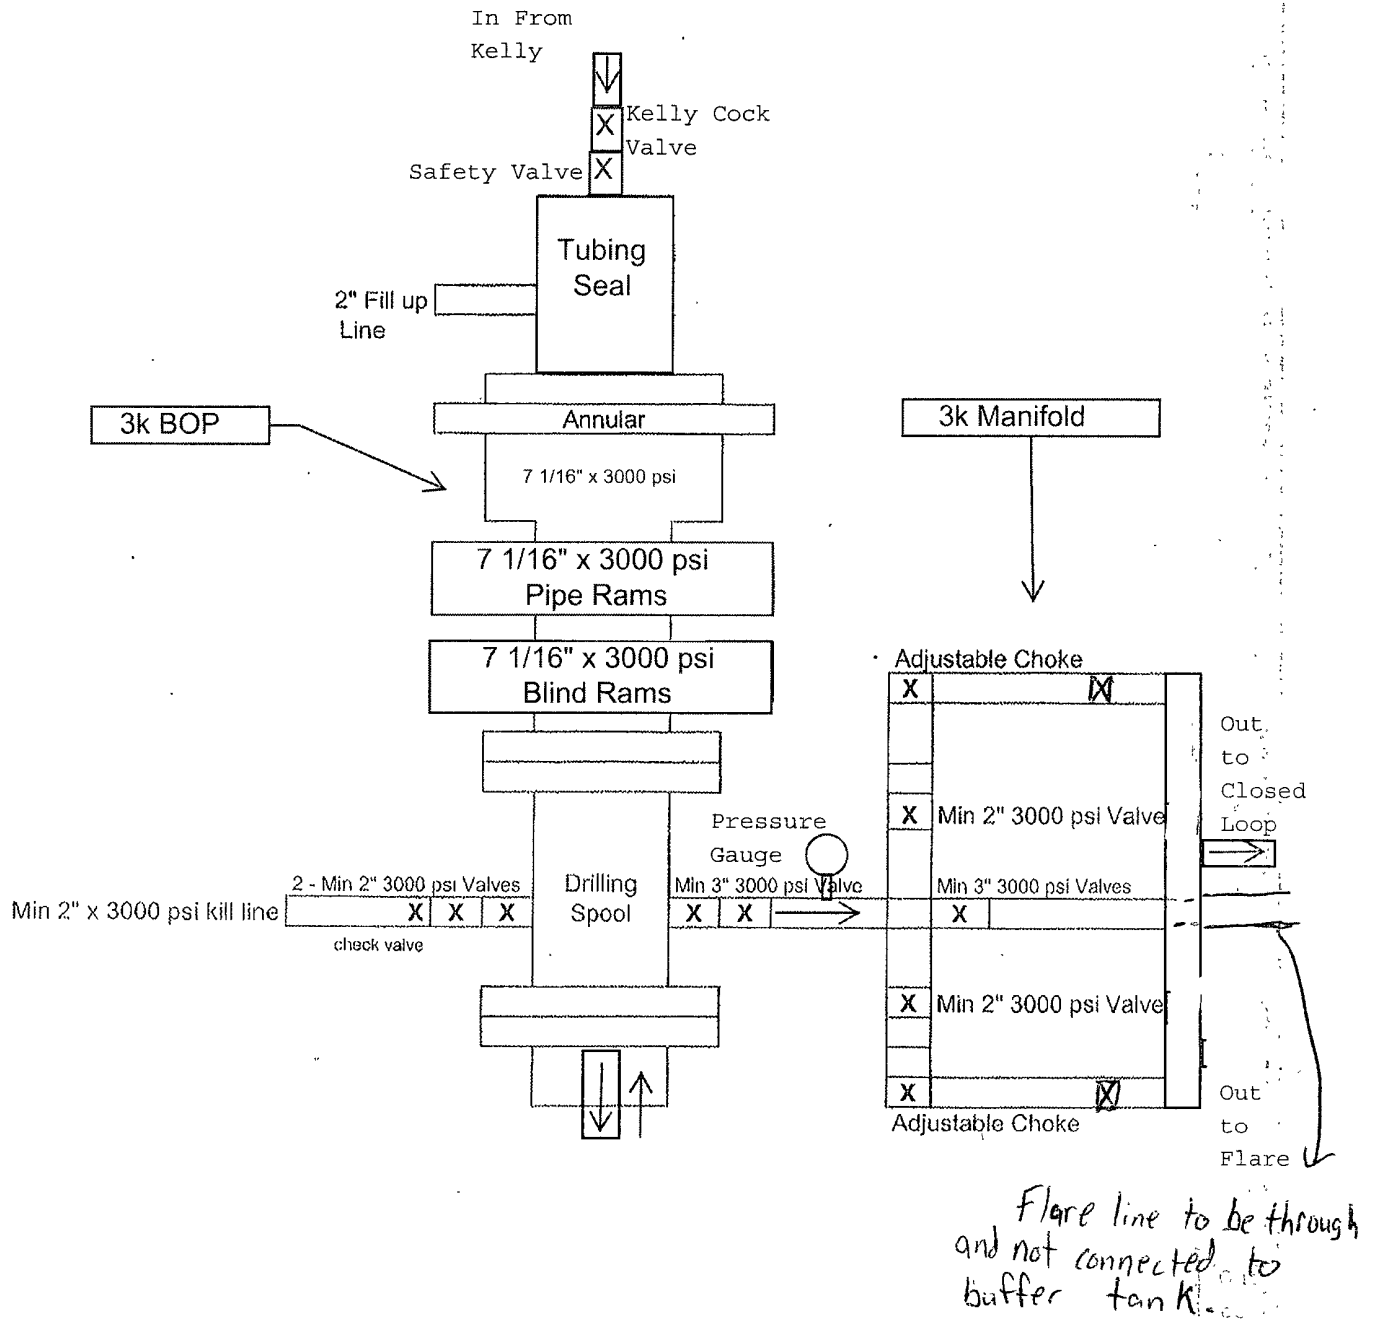 In From
Kelly
Kelly Cock
Valve
X
Safety Valve
X
Tubing
Seal
2" Fill up
Line
3k BOP
Annular
3k Manifold
7 1/16" x 3000 psi
7 1/16" x 3000 psi
Pipe Rams
7 1/16" x 3000 psi
Blind Rams
Adjustable Choke
X
X
Out
to
Closed
Loop
X
Min 2" 3000 psi Valve
Pressure
Gauge
2 - Min 2" 3000 psi Valves
Drilling
Spool
Min 3" 3000 psi Valve
Min 3" 3000 psi Valves
Min 2" x 3000 psi kill line
X X X
X X
X
check valve
X
Min 2" 3000 psi Valve
X
X
Adjustable Choke
Out
to
Flare
Flare line to be through
and not connected to
buffer tank.